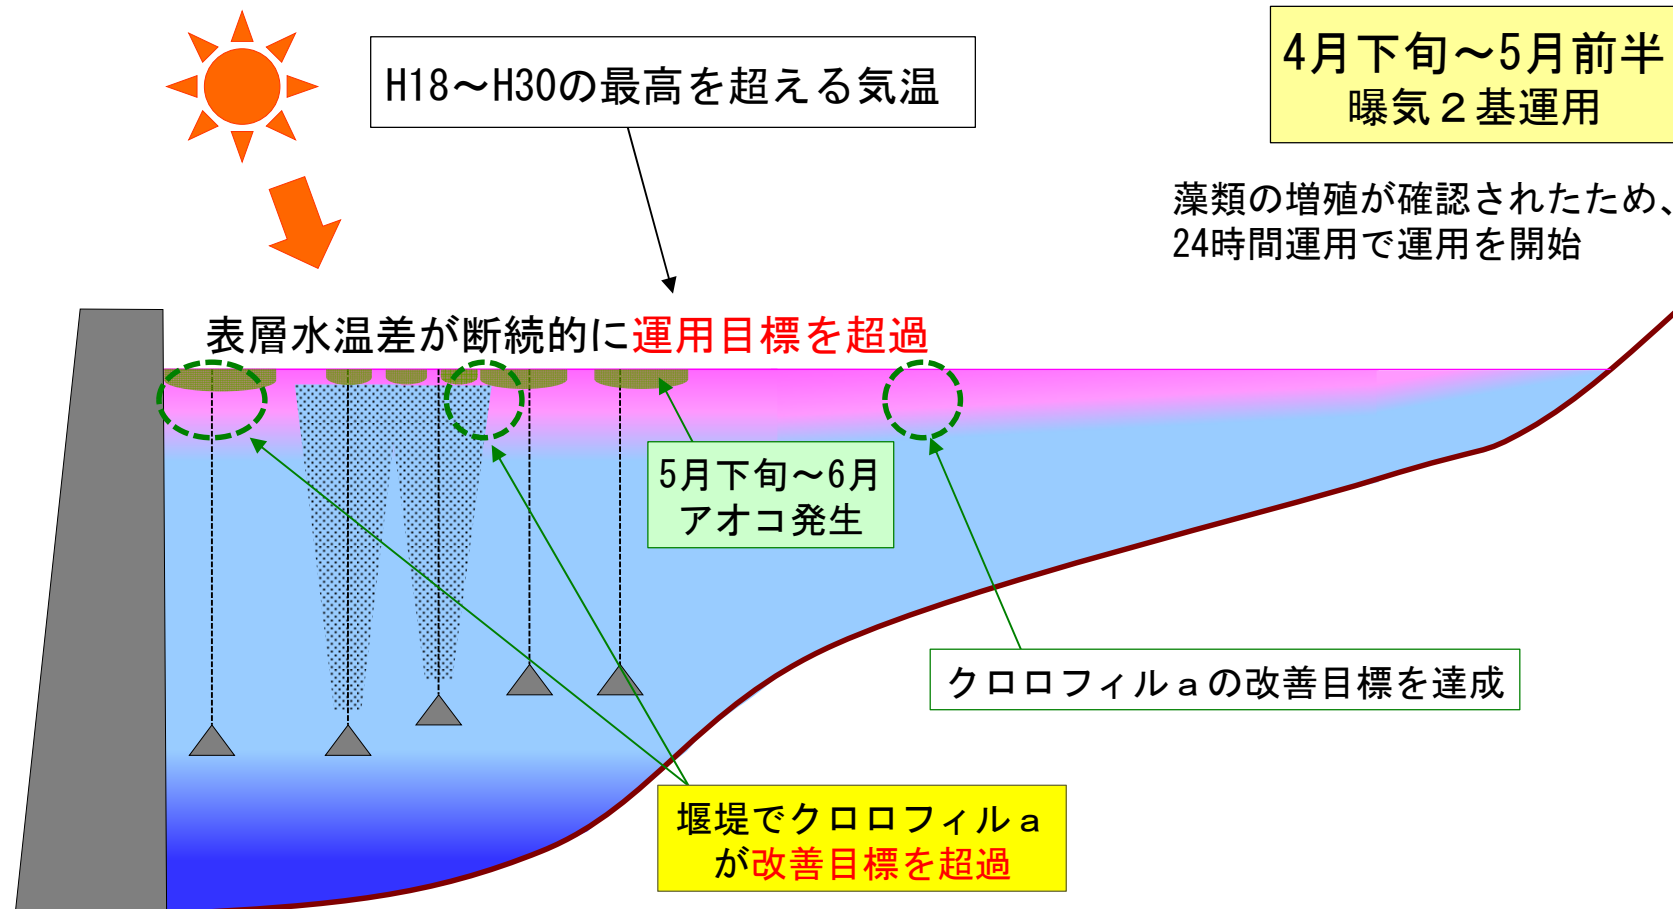 H18～H30の最高を超える気温
4月下旬～5月前半
曝気２基運用
藻類の増殖が確認されたため、
24時間運用で運用を開始
表層水温差が断続的に運用目標を超過
5月下旬～6月
アオコ発生
クロロフィルａの改善目標を達成
堰堤でクロロフィルａ
が改善目標を超過